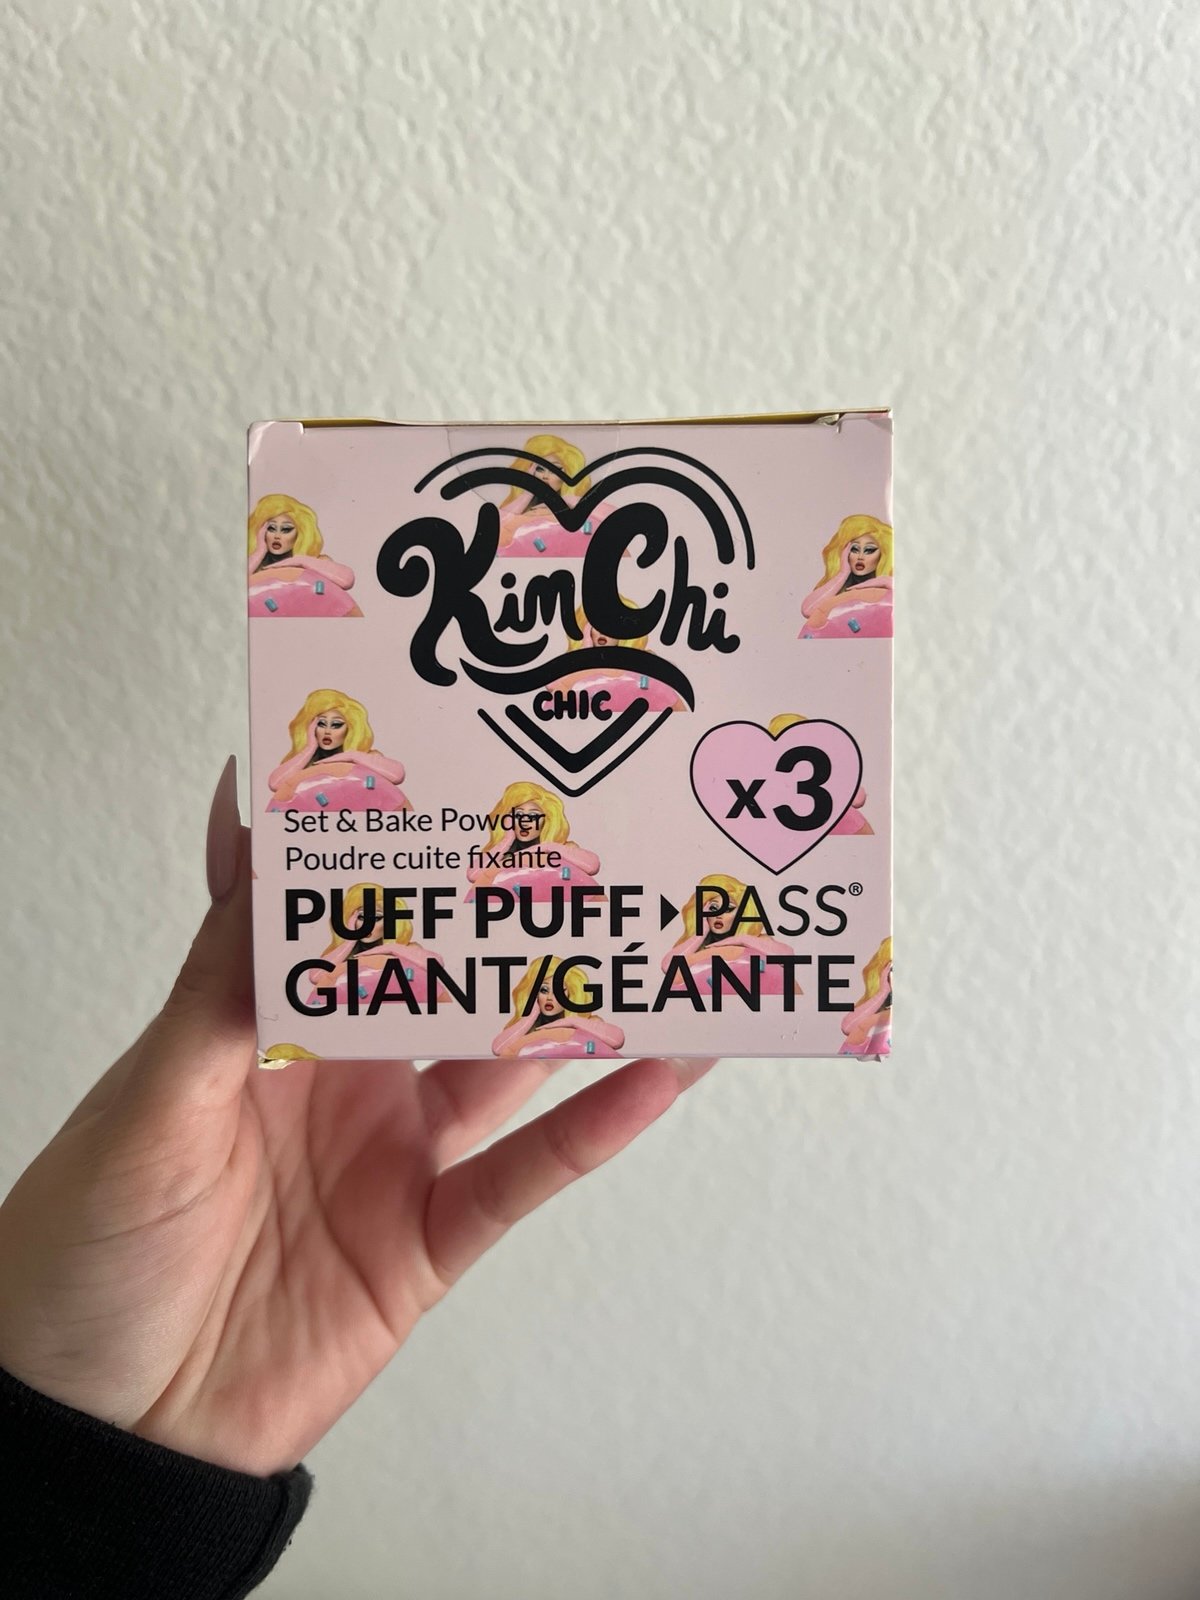 KimChi
CHIC
x3
Set & Bake Powder
Poudre cuite fixante
PUFF PUFF ▸ PASS®
GIANT/GÉANTE